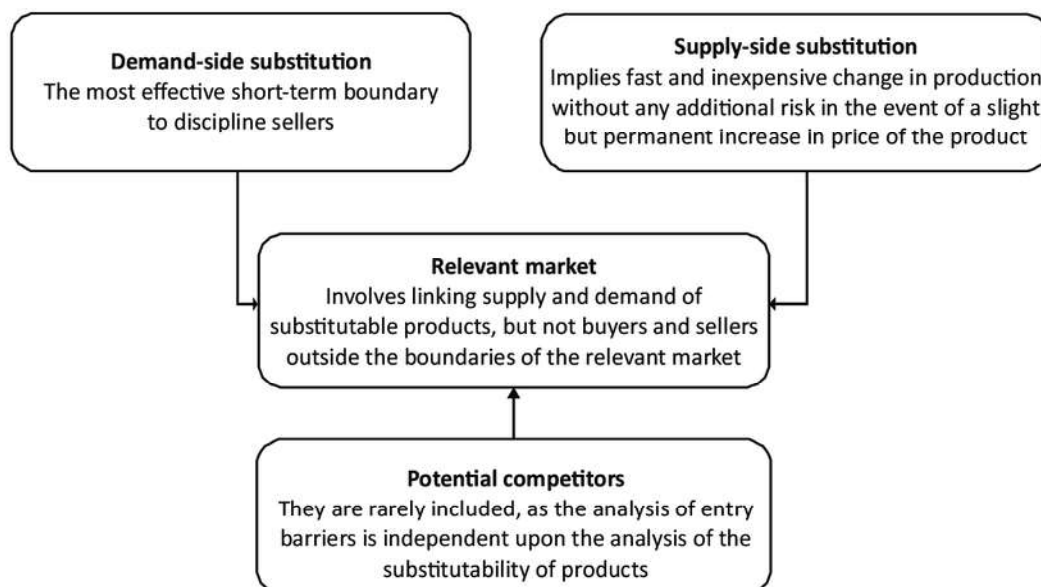 Demand-side substitution
The most effective short-term boundary
to discipline sellers
Supply-side substitution
Implies fast and inexpensive change in production
without any additional risk in the event of a slight
but permanent increase in price of the product
Relevant market
Involves linking supply and demand of
substitutable products, but not buyers and sellers
outside the boundaries of the relevant market
Potential competitors
They are rarely included, as the analysis of entry
barriers is independent upon the analysis of the
substitutability of products